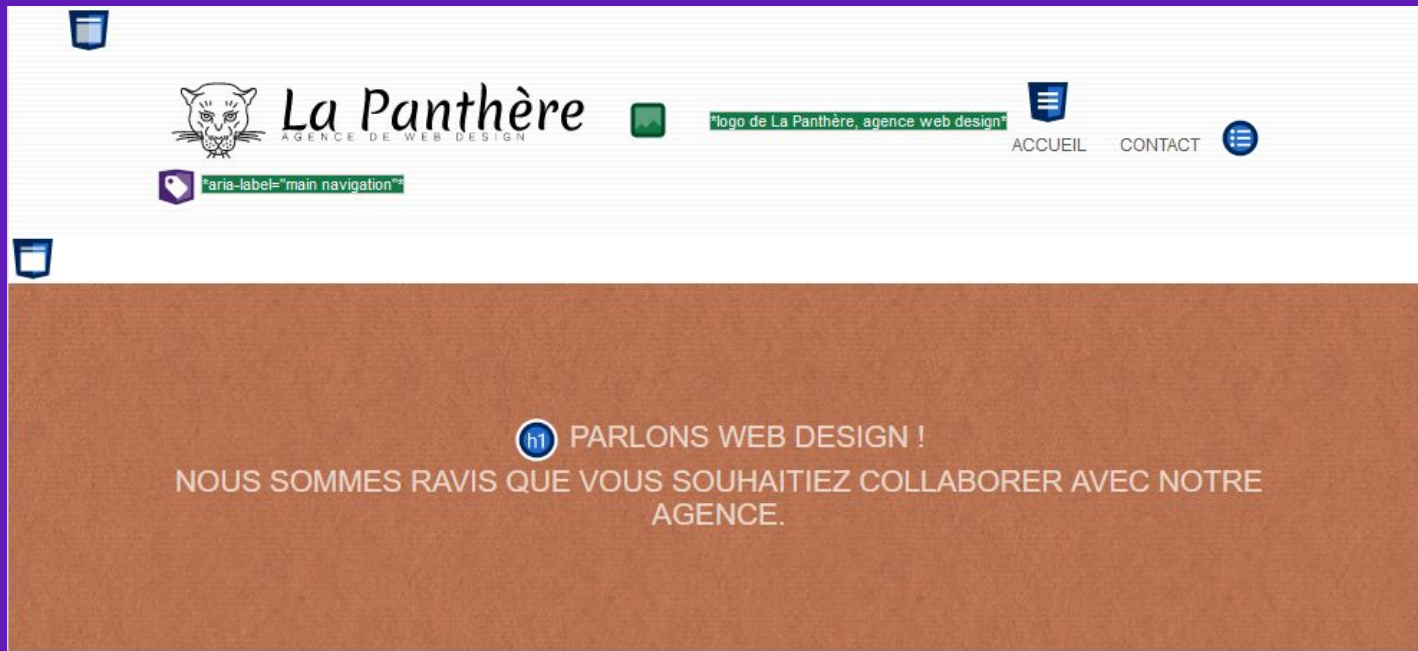 La Panthère
AGENCE DE WEB DESIGN
*logo de La Panthère, agence web design*
ACCUEIL CONTACT
*aria-label="main navigation"*
h1 PARLONS WEB DESIGN !
NOUS SOMMES RAVIS QUE VOUS SOUHAITIEZ COLLABORER AVEC NOTRE
AGENCE.